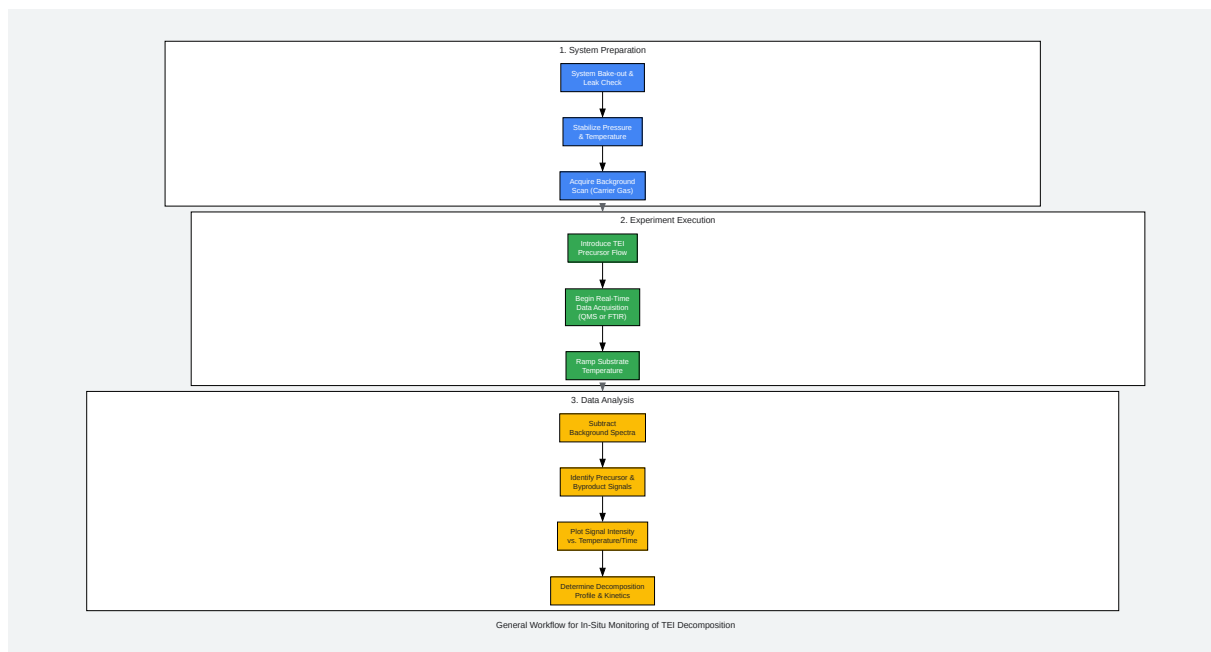 1. System Preparation
System Bake-out &
Leak Check
Stabilize Pressure
& Temperature
Acquire Background
Scan (Carrier Gas)
2. Experiment Execution
Introduce TEI
Precursor Flow
Begin Real-Time
Data Acquisition
(QMS or FTIR)
Ramp Substrate
Temperature
3. Data Analysis
Subtract
Background Spectra
Identify Precursor &
Byproduct Signals
Plot Signal Intensity
vs. Temperature/Time
Determine Decomposition
Profile & Kinetics
General Workflow for In-Situ Monitoring of TEI Decomposition